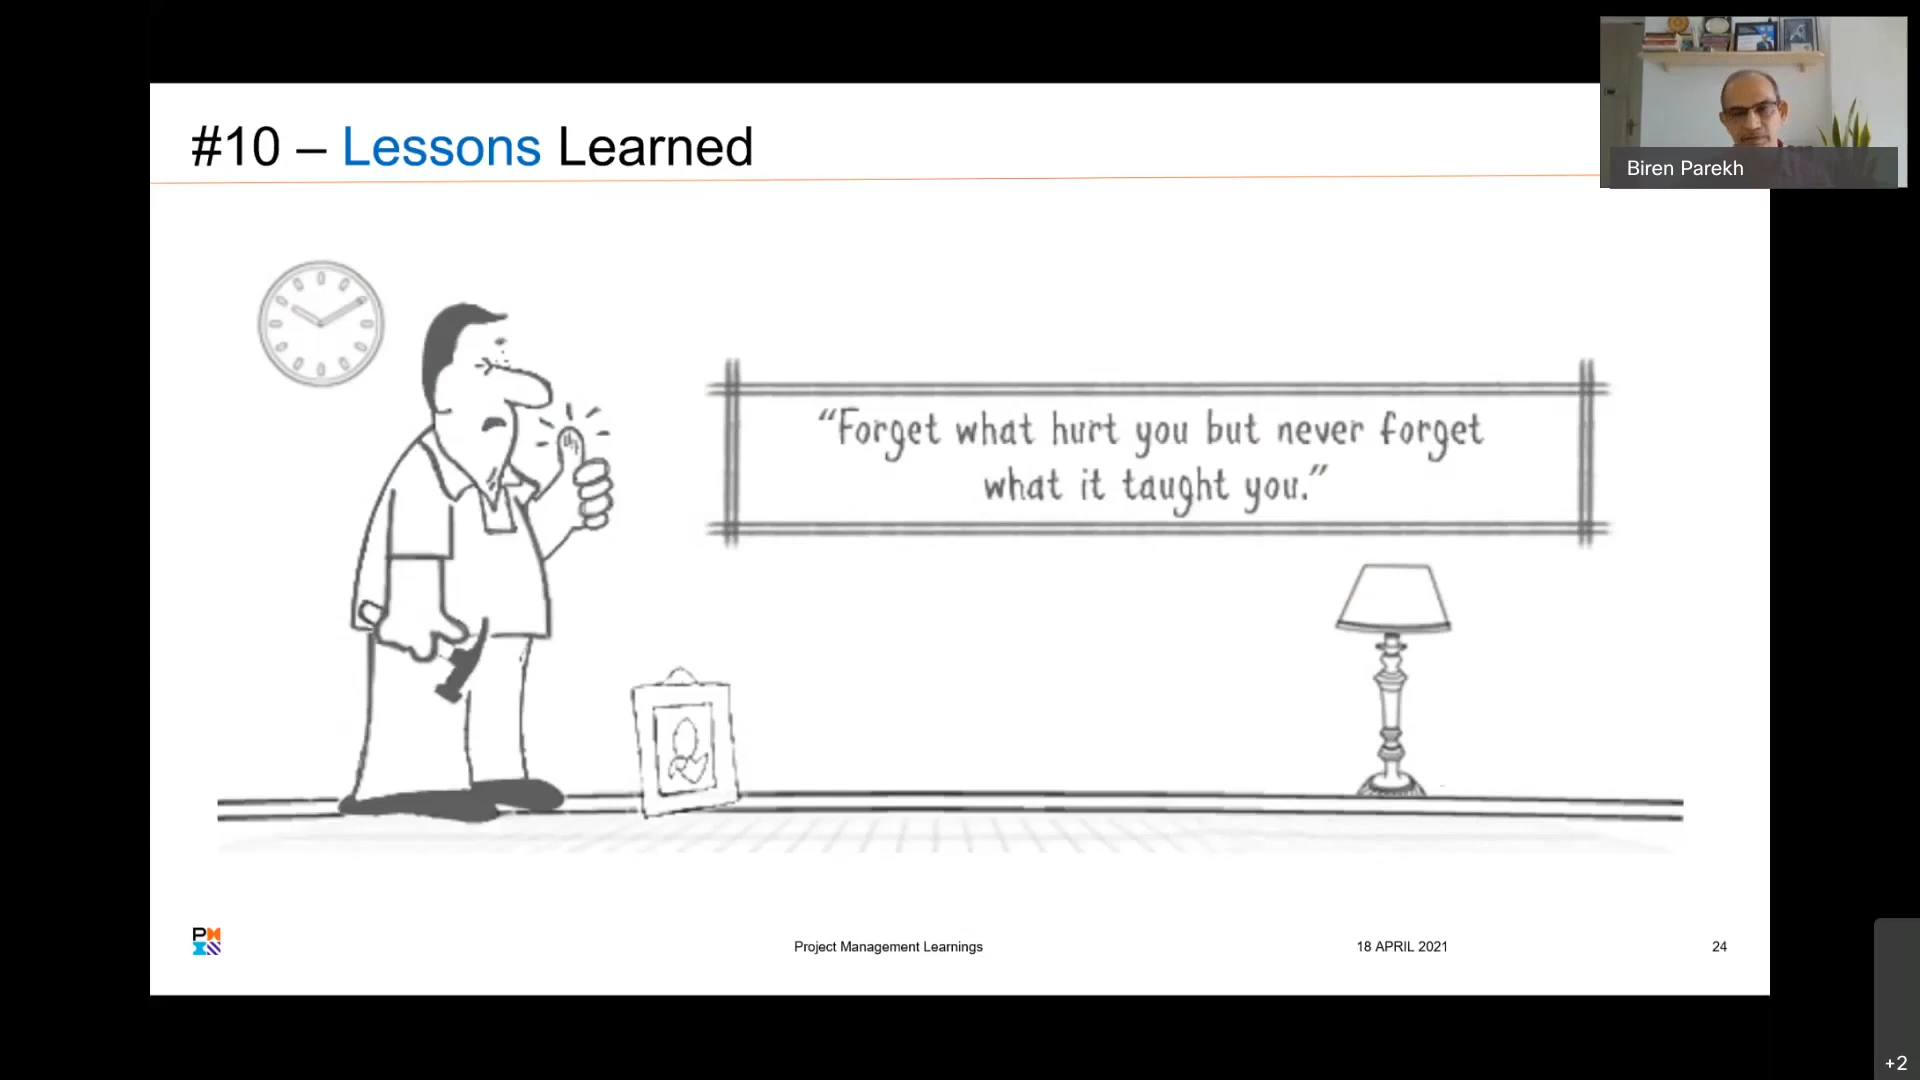 #10 – Lessons Learned
Biren Parekh
“Forget what hurt you but never forget
what it taught you.”
Project Management Learnings
18 APRIL 2021
24
+2